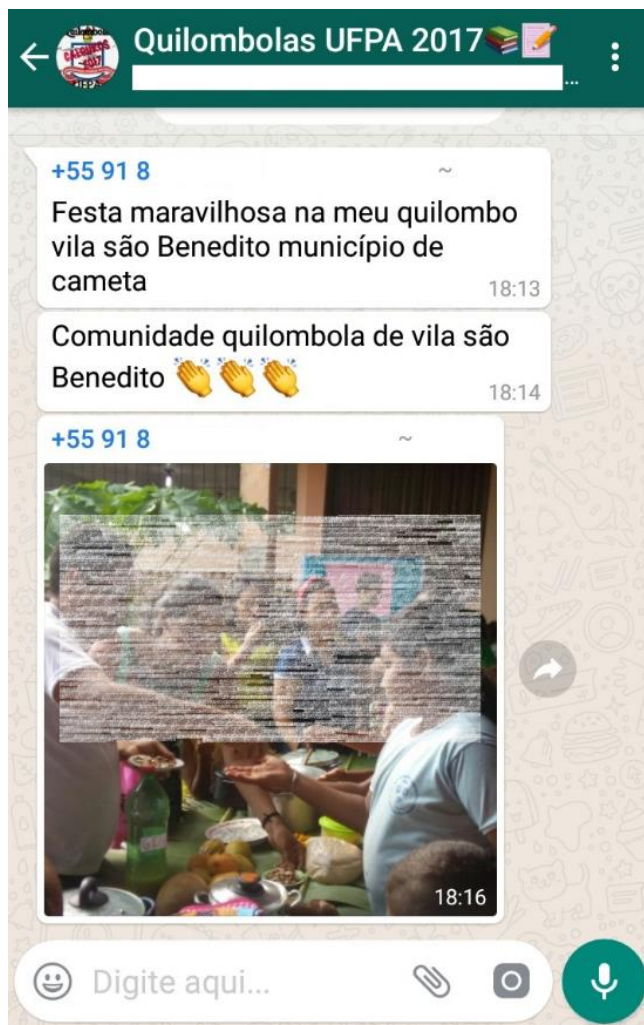 Quilombolas UFPA 2017📚📝
...
+55 91 8 ~
Festa maravilhosa na meu quilombo
vila são Benedito município de
cameta
18:13
Comunidade quilombola de vila são
Benedito 👏👏👏
18:14
+55 91 8 ~
18:16
Digite aqui...